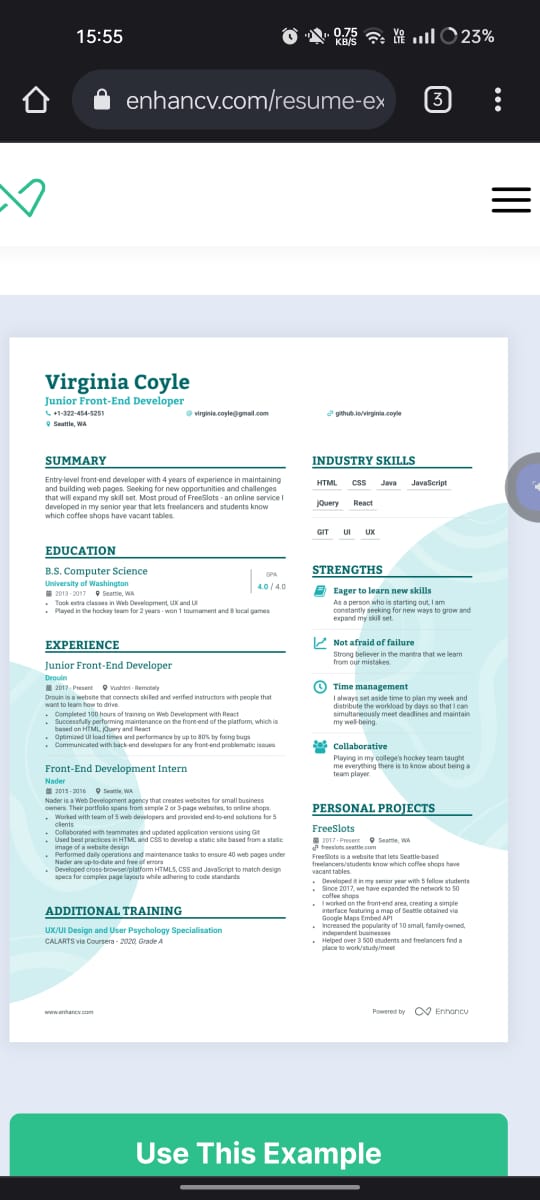 15:55
0.75 KB/S
Vo LTE
23%
enhancv.com/resume-ex
3
Virginia Coyle
Junior Front-End Developer
+1-322-454-5251
virginia.coyle@gmail.com
github.io/virginia.coyle
Seattle, WA
SUMMARY
Entry-level front-end developer with 4 years of experience in maintaining
and building web pages. Seeking for new opportunities and challenges
that will expand my skill set. Most proud of FreeSlots - an online service I
developed in my senior year that lets freelancers and students know
which coffee shops have vacant tables.
EDUCATION
B.S. Computer Science
University of Washington
2013 - 2017 Seattle, WA
GPA
4.0 / 4.0
• Took extra classes in Web Development, UX and UI
• Played in the hockey team for 2 years - won 1 tournament and 8 local games
EXPERIENCE
Junior Front-End Developer
Drouin
2017 - Present Vushtrri - Remotely
Drouin is a website that connects skilled and verified instructors with people that
want to learn how to drive.
• Completed 100 hours of training on Web Development with React
• Successfully performing maintenance on the front-end of the platform, which is
based on HTML, jQuery and React
• Optimized UI load times and performance by up to 80% by fixing bugs
• Communicated with back-end developers for any front-end problematic issues
Front-End Development Intern
Nader
2015 - 2016 Seattle, WA
Nader is a Web Development agency that creates websites for small business
owners. Their portfolio spans from simple 2 or 3-page websites, to online shops.
• Worked with team of 5 web developers and provided end-to-end solutions for 5
clients
• Collaborated with teammates and updated application versions using Git
• Used best practices in HTML and CSS to develop a static site based from a static
image of a website design
• Performed daily operations and maintenance tasks to ensure 40 web pages under
Nader are up-to-date and free of errors
• Developed cross-browser/platform HTML5, CSS and JavaScript to match design
specs for complex page layouts while adhering to code standards
ADDITIONAL TRAINING
UX/UI Design and User Psychology Specialisation
CALARTS via Coursera - 2020, Grade A
INDUSTRY SKILLS
HTML CSS Java JavaScript
jQuery React
GIT UI UX
STRENGTHS
Eager to learn new skills
As a person who is starting out, I am
constantly seeking for new ways to grow and
expand my skill set.
Not afraid of failure
Strong believer in the mantra that we learn
from our mistakes.
Time management
I always set aside time to plan my week and
distribute the workload by days so that I can
simultaneously meet deadlines and maintain
my well-being.
Collaborative
Playing in my college's hockey team taught
me everything there is to know about being a
team player.
PERSONAL PROJECTS
FreeSlots
2017 - Present Seattle, WA
freeslots.seattle.com
FreeSlots is a website that lets Seattle-based
freelancers/students know which coffee shops have
vacant tables.
• Developed it in my senior year with 5 fellow students
• Since 2017, we have expanded the network to 50
coffee shops
• I worked on the front-end area, creating a simple
interface featuring a map of Seattle obtained via
Google Maps Embed API
• Increased the popularity of 10 small, family-owned,
independent businesses
• Helped over 3 500 students and freelancers find a
place to work/study/meet
www.enhancv.com
Powered by Enhancv
Use This Example